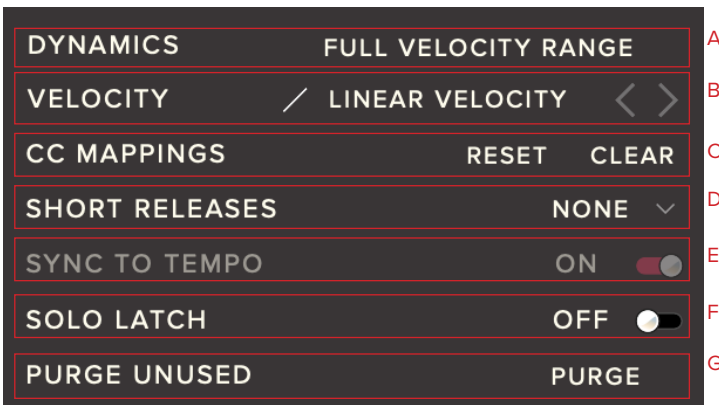 DYNAMICS FULL VELOCITY RANGE A
VELOCITY LINEAR VELOCITY B
CC MAPPINGS RESET CLEAR C
SHORT RELEASES NONE D
SYNC TO TEMPO ON E
SOLO LATCH OFF F
PURGE UNUSED PURGE G